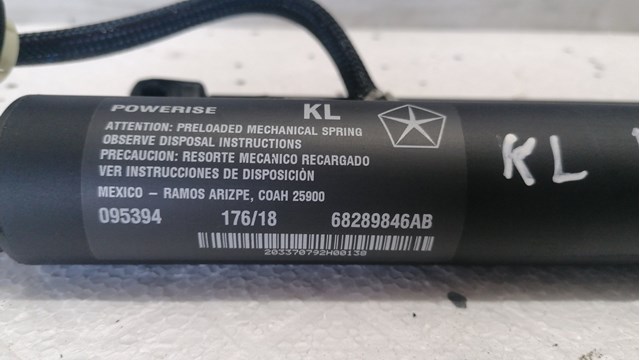 POWERISE KL
ATTENTION: PRELOADED MECHANICAL SPRING
OBSERVE DISPOSAL INSTRUCTIONS
PRECAUCION: RESORTE MECANICO RECARGADO
VER INSTRUCCIONES DE DISPOSICIÓN
MEXICO – RAMOS ARIZPE, COAH 25900
095394 176/18 68289846AB
203370792H00130
KL